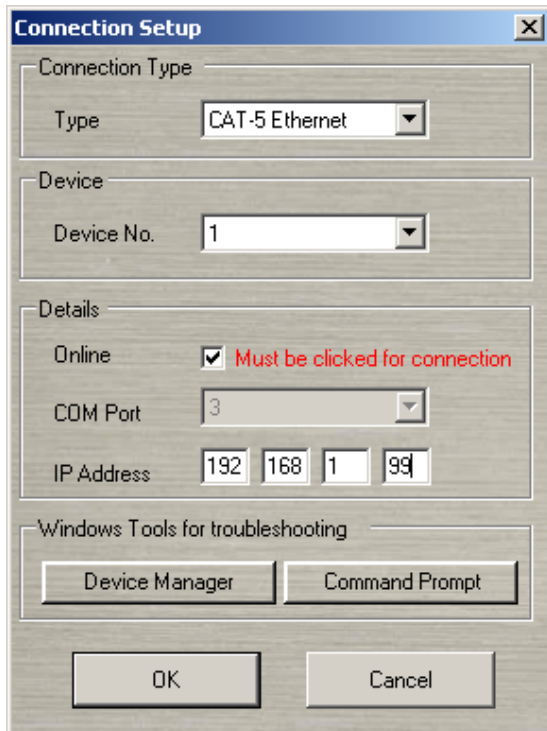 Connection Setup
Connection Type
Type CAT-5 Ethernet
Device
Device No. 1
Details
Online Must be clicked for connection
COM Port 3
IP Address 192 168 1 99
Windows Tools for troubleshooting
Device Manager Command Prompt
OK Cancel